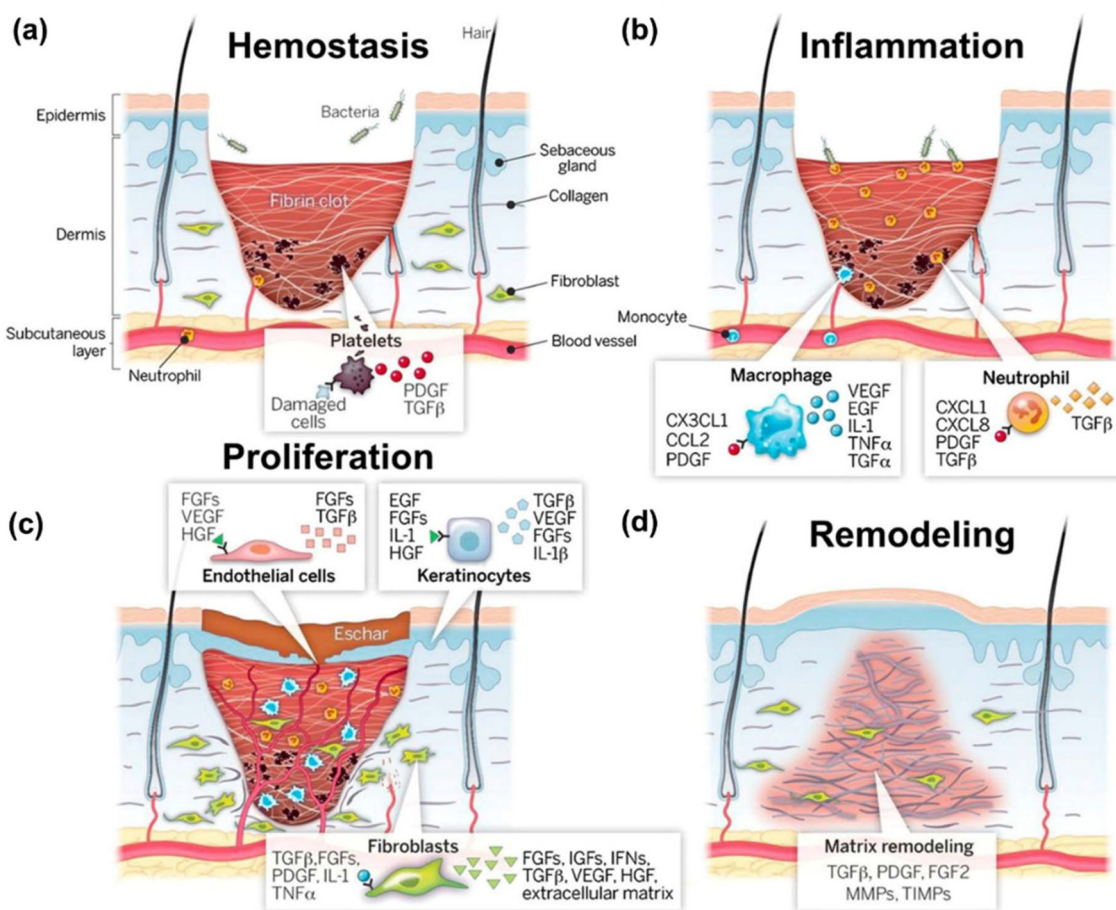 (a)
Hemostasis
Hair
Epidermis
Bacteria
Sebaceous
gland
Fibrin clot
Collagen
Dermis
Fibroblast
Subcutaneous
layer
Blood vessel
Neutrophil
Platelets
Damaged
cells
PDGF
TGFβ
(b)
Inflammation
Monocyte
Macrophage
CX3CL1
CCL2
PDGF
VEGF
EGF
IL-1
TNFα
TGFα
Neutrophil
CXCL1
CXCL8
PDGF
TGFβ
TGFβ
Proliferation
(c)
FGFs
VEGF
HGF
FGFs
TGFβ
Endothelial cells
EGF
FGFs
IL-1
HGF
TGFβ
VEGF
FGFs
IL-1β
Keratinocytes
Eschar
Fibroblasts
TGFβ,FGFs,
PDGF, IL-1
TNFα
FGFs, IGFs, IFNs,
TGFβ, VEGF, HGF,
extracellular matrix
(d)
Remodeling
Matrix remodeling
TGFβ, PDGF, FGF2
MMPs, TIMPs